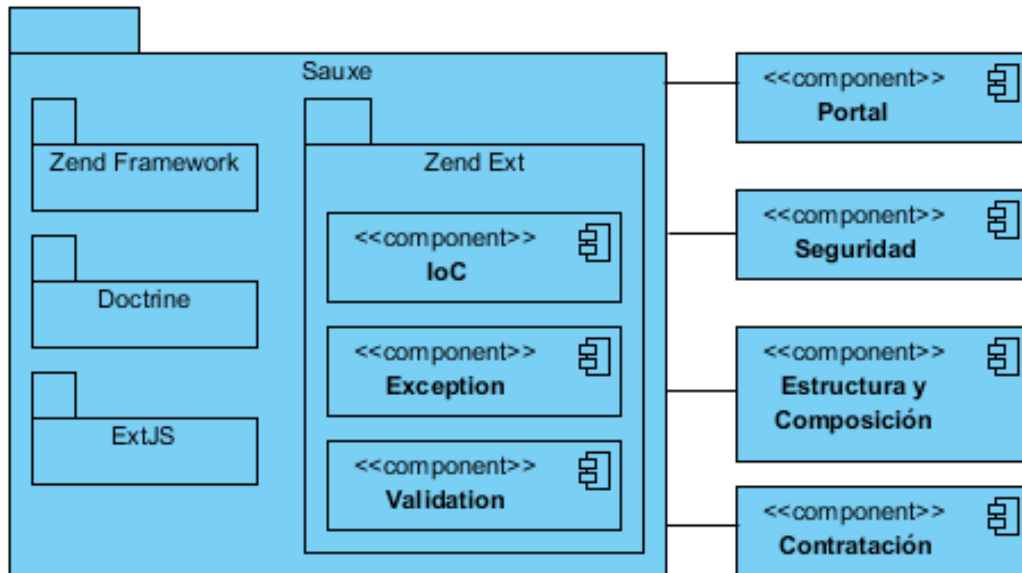 Sauxe
Zend Framework
Doctrine
ExtJS
Zend Ext
<<component>>
IoC
<<component>>
Exception
<<component>>
Validation
<<component>>
Portal
<<component>>
Seguridad
<<component>>
Estructura y
Composición
<<component>>
Contratación